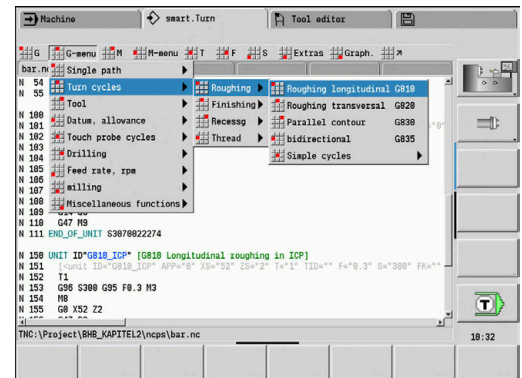 Machine smart.Turn Tool editor
G G-menu M M-menu T F S Extras Graph.
bar.n
Single path
Turn cycles
Tool
Datum, allowance
Touch probe cycles
Drilling
Feed rate, rpm
milling
Miscellaneous functions
Roughing
Finishing
Recessg
Thread
Roughing longitudinal G810
Roughing transversal G820
Parallel contour G830
bidirectional G835
Simple cycles
N 54
N 55
N 100
N 101
N 102
N 103
N 104
N 105
N 106
N 107
N 108
N 109 G14 Q0
N 110 G47 M9
N 111 END_OF_UNIT S3070022274
N 150 UNIT ID"G810_ICP" [G810 Longitudinal roughing in ICP]
N 151 [<unit ID="G810_ICP" APP="0" XS="52" ZS="2" T="1" TID="" F="0.3" S="300" FK=""
N 152 T1
N 153 G96 S300 G95 F0.3 M3
N 154 M8
N 155 G0 X52 Z2
TNC:\Project\BHB_KAPITEL2\ncps\bar.nc
T
10:32